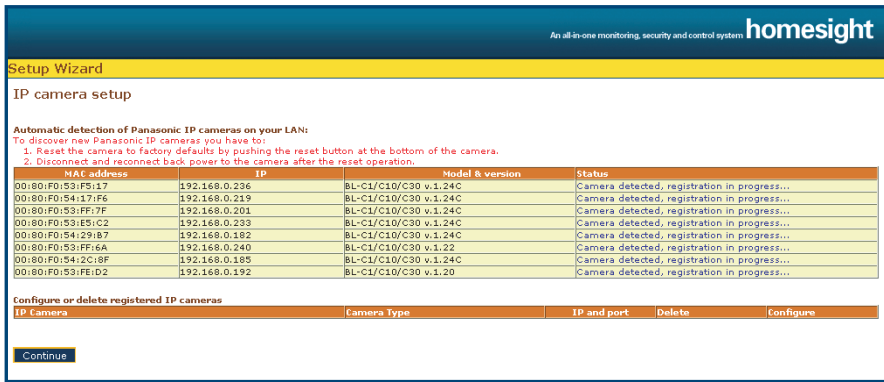 An all-in-one monitoring, security and control system homesight
Setup Wizard
IP camera setup
Automatic detection of Panasonic IP cameras on your LAN:
To discover new Panasonic IP cameras you have to:
1. Reset the camera to factory defaults by pushing the reset button at the bottom of the camera.
2. Disconnect and reconnect back power to the camera after the reset operation.
MAC address IP Model & version Status
00:80:F0:53:F5:17 192.168.0.236 BL-C1/C10/C30 v.1.24C Camera detected, registration in progress...
00:80:F0:54:17:F6 192.168.0.219 BL-C1/C10/C30 v.1.24C Camera detected, registration in progress...
00:80:F0:53:FF:7F 192.168.0.201 BL-C1/C10/C30 v.1.24C Camera detected, registration in progress...
00:80:F0:53:E5:C2 192.168.0.233 BL-C1/C10/C30 v.1.24C Camera detected, registration in progress...
00:80:F0:54:29:B7 192.168.0.182 BL-C1/C10/C30 v.1.24C Camera detected, registration in progress...
00:80:F0:53:FF:6A 192.168.0.240 BL-C1/C10/C30 v.1.22 Camera detected, registration in progress...
00:80:F0:54:2C:8F 192.168.0.185 BL-C1/C10/C30 v.1.24C Camera detected, registration in progress...
00:80:F0:53:FE:D2 192.168.0.192 BL-C1/C10/C30 v.1.20 Camera detected, registration in progress...
Configure or delete registered IP cameras
IP Camera Camera Type IP and port Delete Configure
Continue